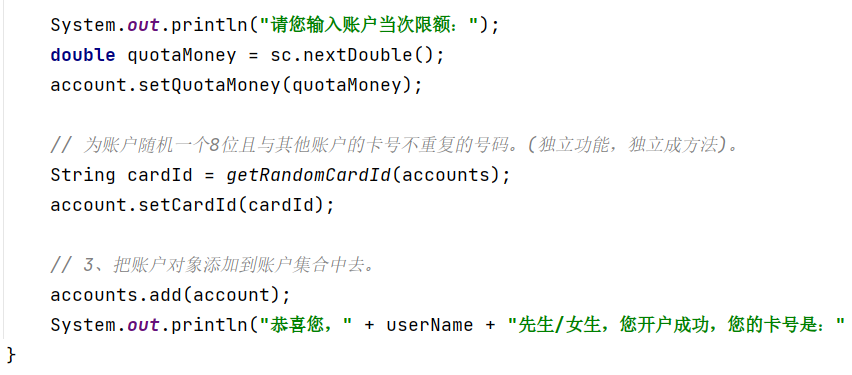 System.out.println("请您输入账户当次限额：");
double quotaMoney = sc.nextDouble();
account.setQuotaMoney(quotaMoney);
// 为账户随机一个8位且与其他账户的卡号不重复的号码。(独立功能，独立成方法)。
String cardId = getRandomCardId(accounts);
account.setCardId(cardId);
// 3、把账户对象添加到账户集合中去。
accounts.add(account);
System.out.println("恭喜您，" + userName + "先生/女生，您开户成功，您的卡号是："
}